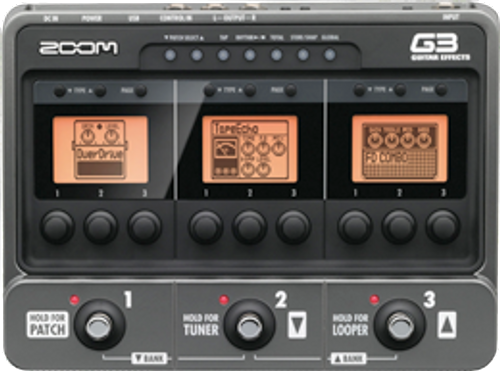 DC IN POWER USB CONTROL IN L - OUTPUT - R INPUT
ZOOM
G3
GUITAR EFFECTS
▼ PATCH SELECT ▲ TAP RHYTHM TOTAL STORE/SWAP GLOBAL
▼ TYPE ▲ PAGE ▼ TYPE ▲ PAGE ▼ TYPE ▲ PAGE
OverDrive
TapeEcho
FD COMBO
1 2 3 1 2 3 1 2 3
1 2 3
HOLD FOR PATCH
HOLD FOR TUNER ▼
HOLD FOR LOOPER ▲
▼ BANK ▲ BANK